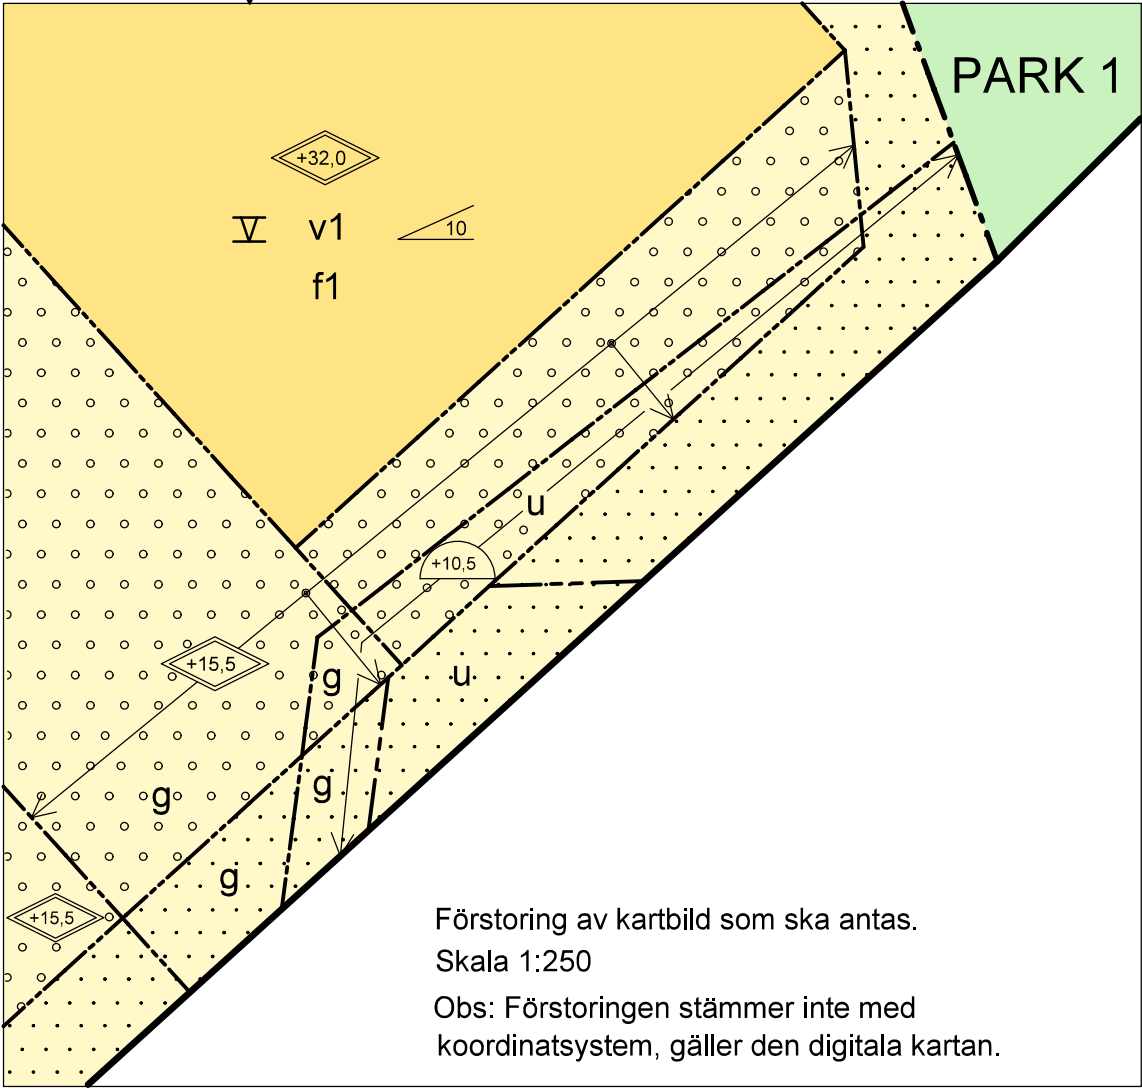 PARK 1
+32,0
V v1 10
f1
u
+10,5
+15,5
g
u
g
g
g
+15,5
Förstoring av kartbild som ska antas.
Skala 1:250
Obs: Förstoringen stämmer inte med
koordinatsystem, gäller den digitala kartan.